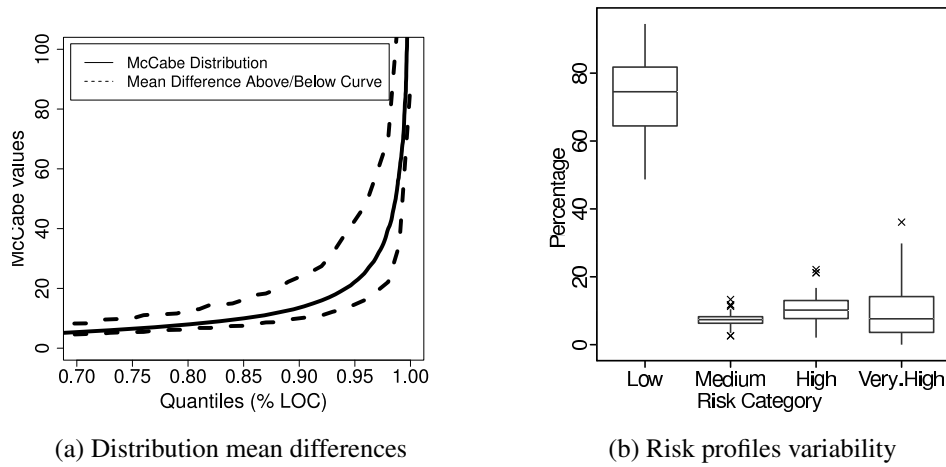 McCabe Distribution
Mean Difference Above/Below Curve
McCabe values
0 20 40 60 80 100
0.70 0.75 0.80 0.85 0.90 0.95 1.00
Quantiles (% LOC)
(a) Distribution mean differences
Percentage
0 20 40 60 80
Low Medium High Very.High
Risk Category
(b) Risk profiles variability